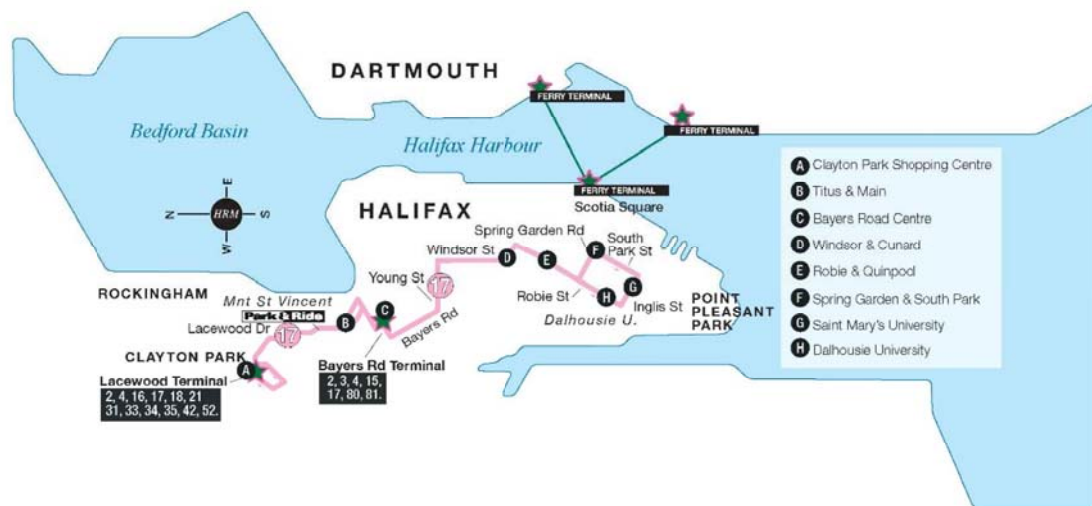 DARTMOUTH
FERRY TERMINAL
FERRY TERMINAL
Bedford Basin
Halifax Harbour
FERRY TERMINAL
Scotia Square
N
E
S
W
HRM
HALIFAX
Spring Garden Rd
South
Park St
Windsor St
Young St
17
Robie St
Inglis St
Dalhousie U.
POINT
PLEASANT
PARK
ROCKINGHAM
Mnt St Vincent
Park & Ride
Lacewood Dr
17
Bayers Rd
CLAYTON PARK
Lacewood Terminal
2, 4, 16, 17, 18, 21
31, 33, 34, 35, 42, 52.
Bayers Rd Terminal
2, 3, 4, 15,
17, 80, 81.
A
B
C
D
E
F
G
H
A Clayton Park Shopping Centre
B Titus & Main
C Bayers Road Centre
D Windsor & Cunard
E Robie & Quinpool
F Spring Garden & South Park
G Saint Mary's University
H Dalhousie University